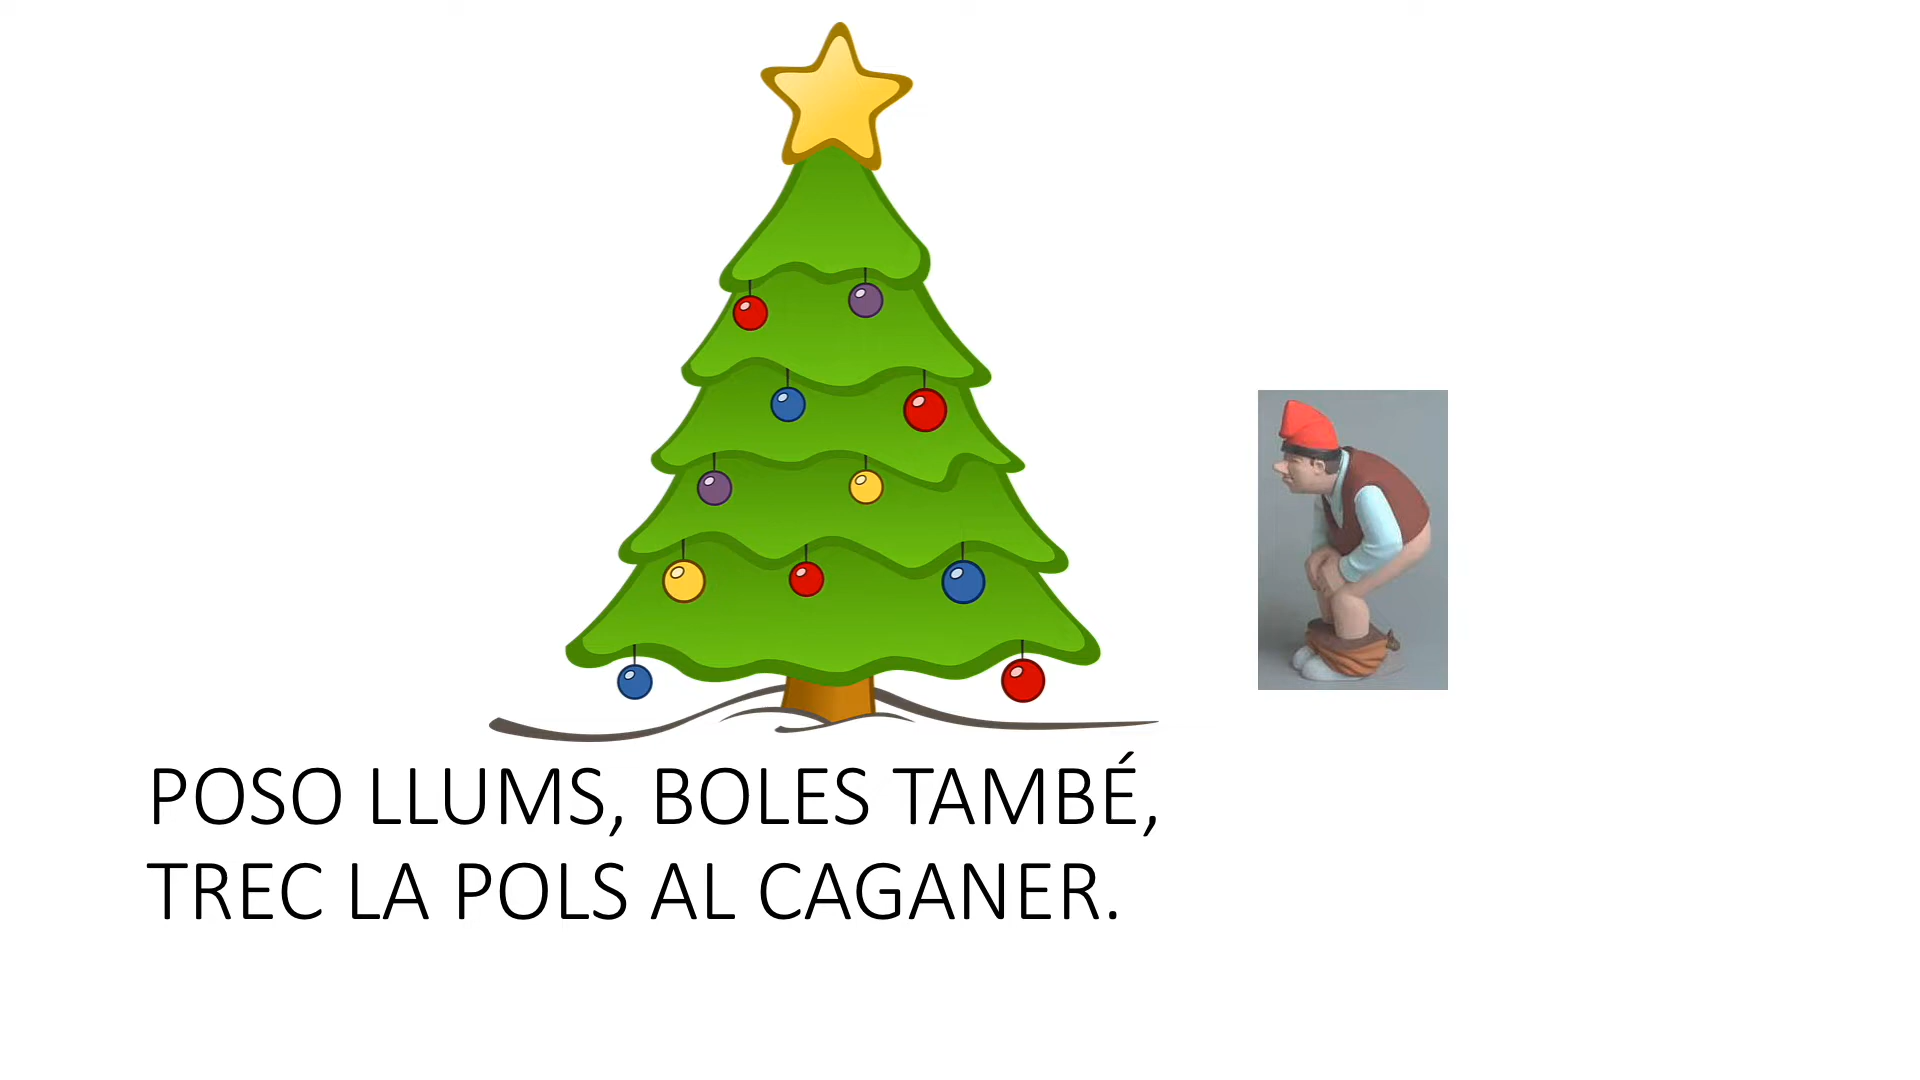 POSO LLUMS, BOLES TAMBÉ,
TREC LA POLS AL CAGANER.